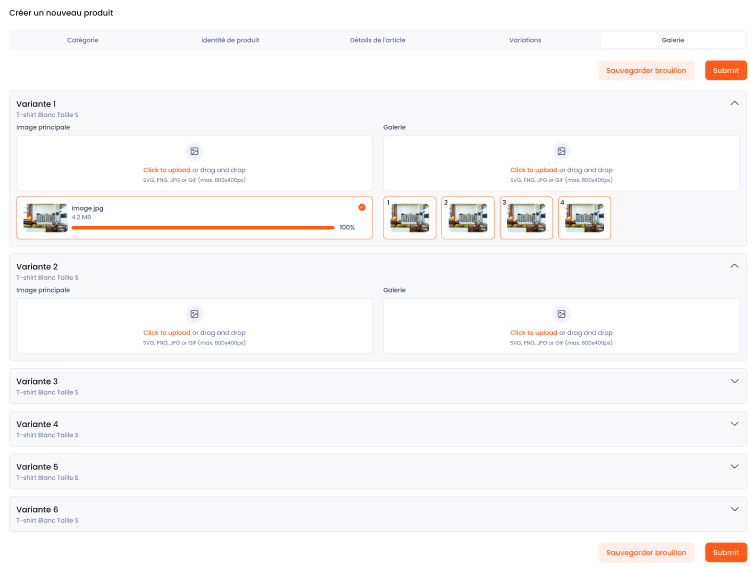 Créer un nouveau produit
Catégorie
Identité de produit
Détails de l'article
Variations
Galerie
Sauvegarder brouillon
Submit
Variante 1
T-shirt Blanc Taille S
Image principale
Galerie
Click to upload or drag and drop
SVG, PNG, JPG or GIF (max. 800x400px)
Click to upload or drag and drop
SVG, PNG, JPG or GIF (max. 800x400px)
Image.jpg
4.2 MB
100%
1
2
3
4
Variante 2
T-shirt Blanc Taille S
Image principale
Galerie
Click to upload or drag and drop
SVG, PNG, JPG or GIF (max. 800x400px)
Click to upload or drag and drop
SVG, PNG, JPG or GIF (max. 800x400px)
Variante 3
T-shirt Blanc Taille S
Variante 4
T-shirt Blanc Taille S
Variante 5
T-shirt Blanc Taille S
Variante 6
T-shirt Blanc Taille S
Sauvegarder brouillon
Submit